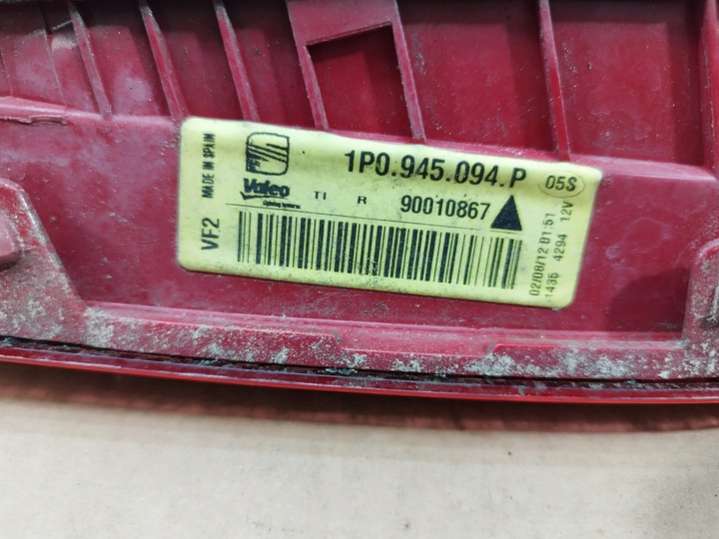 MADE IN SPAIN
1P0.945.094.P
05S
Valeo
TI R 90010867
VF2
02/08/12 01:51
1436 4294 12V